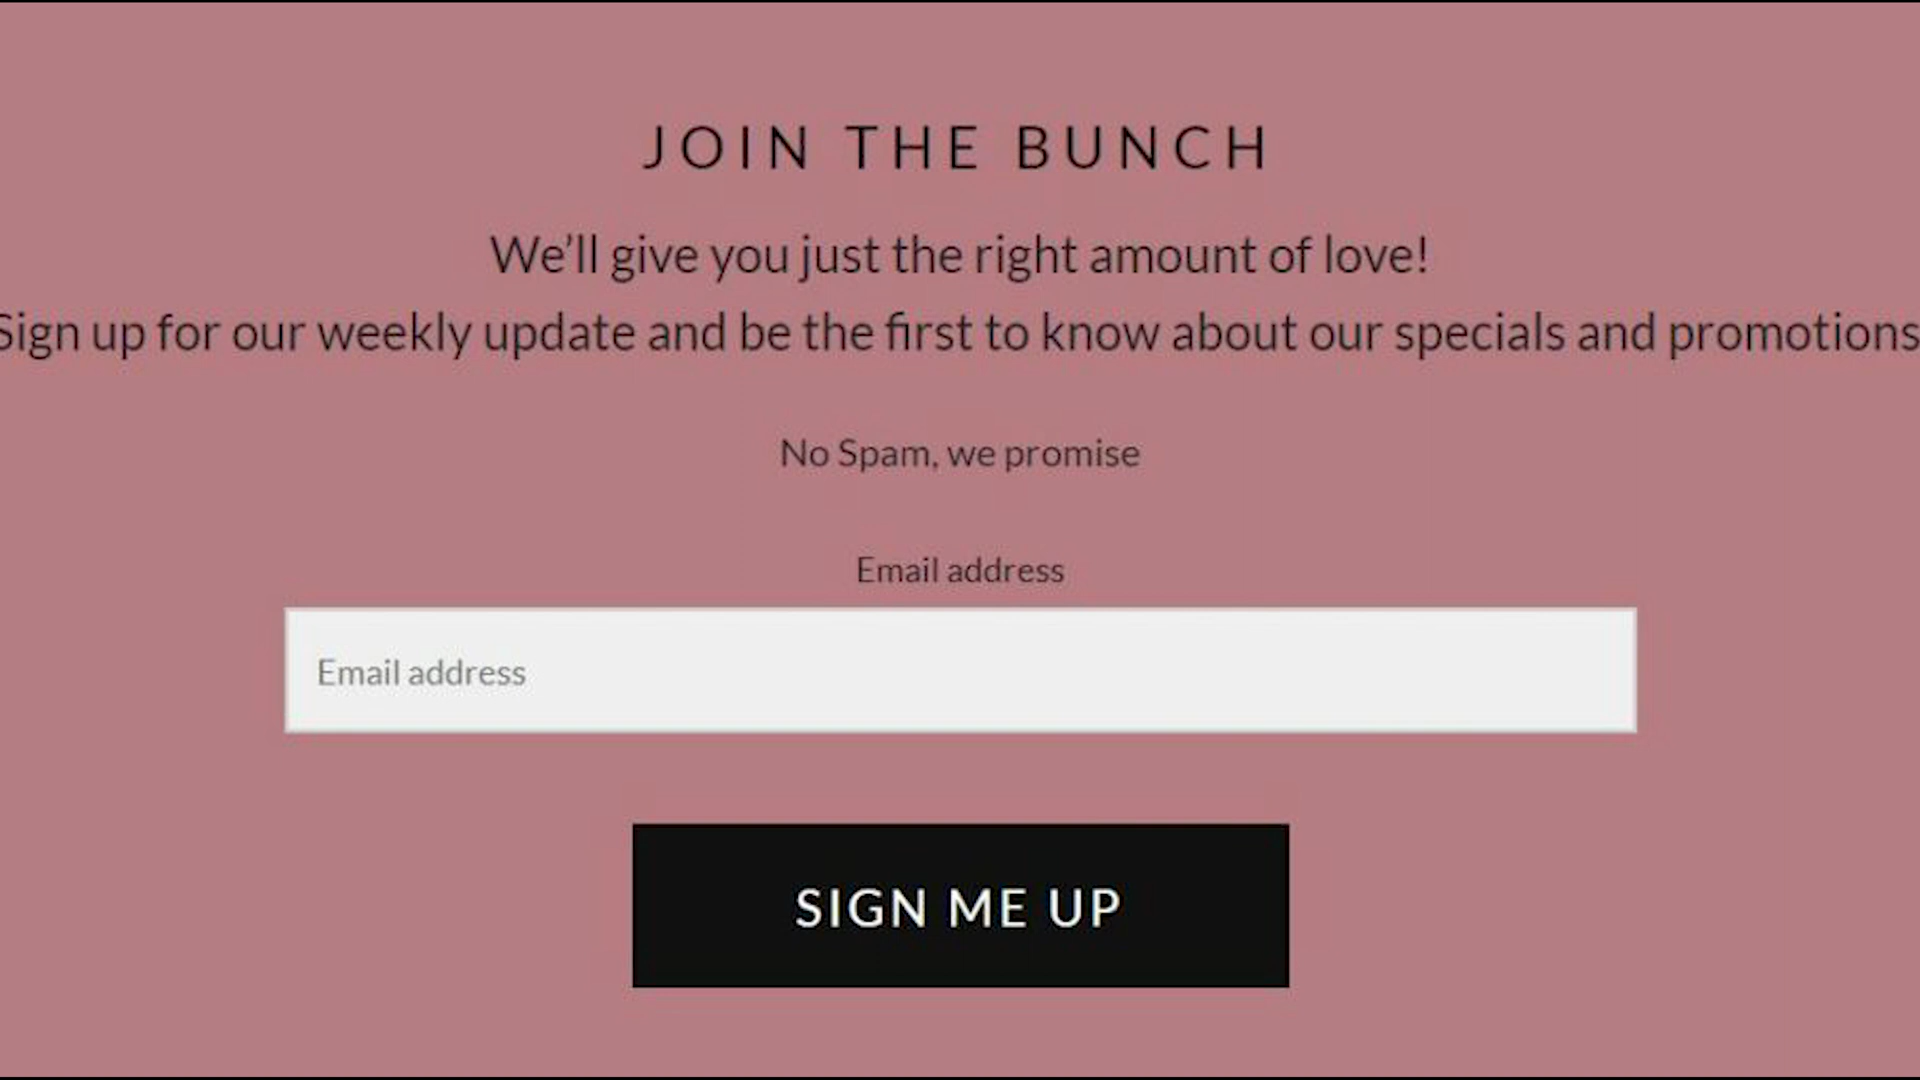 JOIN THE BUNCH
We’ll give you just the right amount of love!
Sign up for our weekly update and be the first to know about our specials and promotions
No Spam, we promise
Email address
Email address
SIGN ME UP